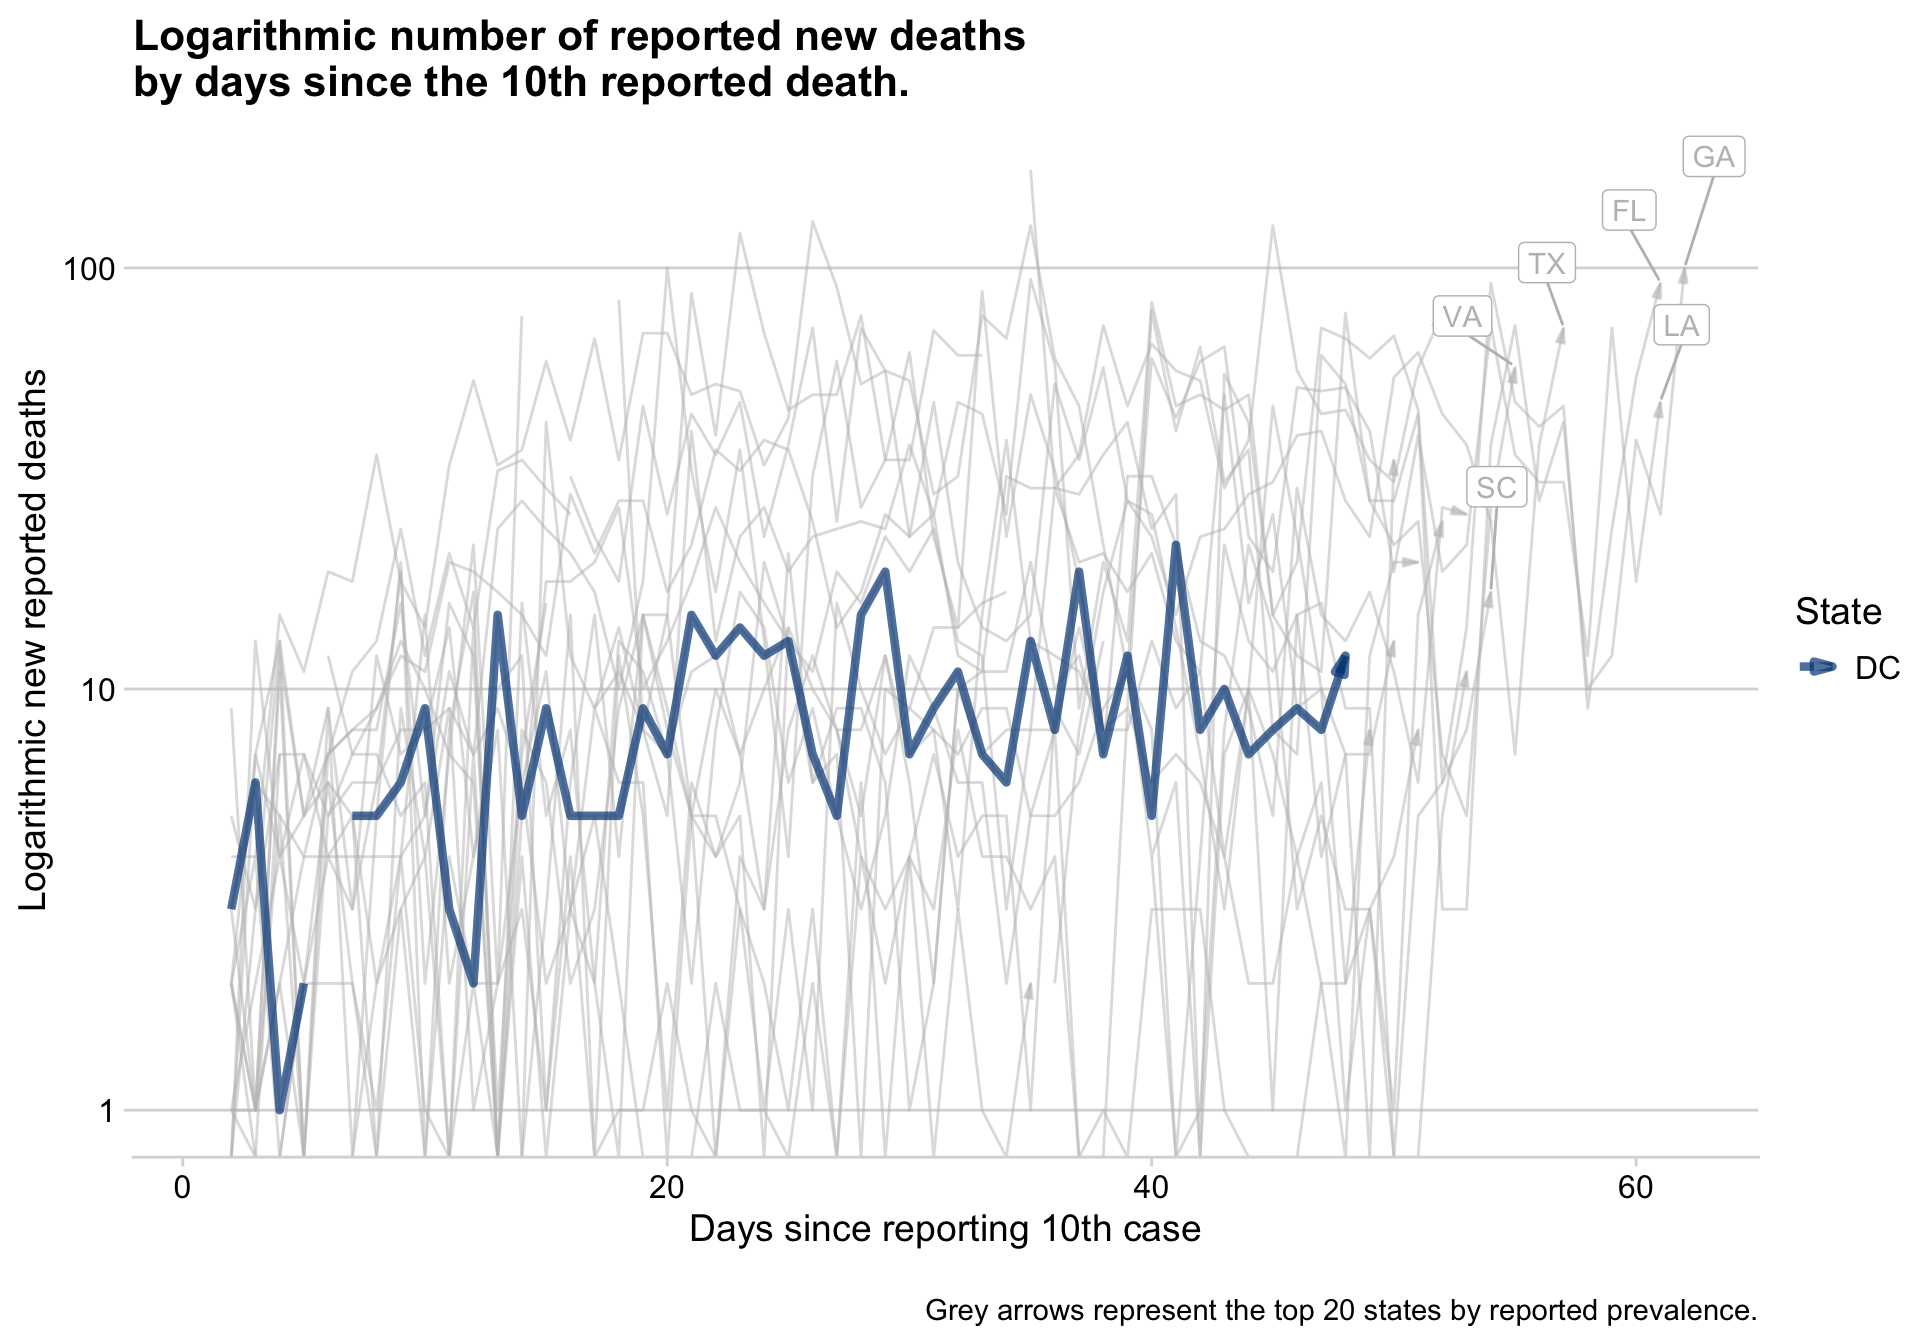 Logarithmic number of reported new deaths
by days since the 10th reported death.
GA
FL
TX
VA
LA
SC
Logarithmic new reported deaths
100
10
1
0
20
40
60
Days since reporting 10th case
State
DC
Grey arrows represent the top 20 states by reported prevalence.